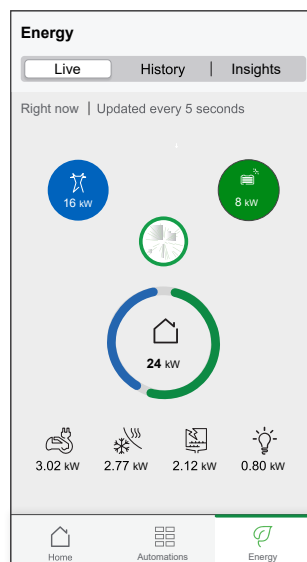 Energy
Live History | Insights
Right now | Updated every 5 seconds
16 kW
8 kW
24 kW
3.02 kW 2.77 kW 2.12 kW 0.80 kW
Home Automations Energy